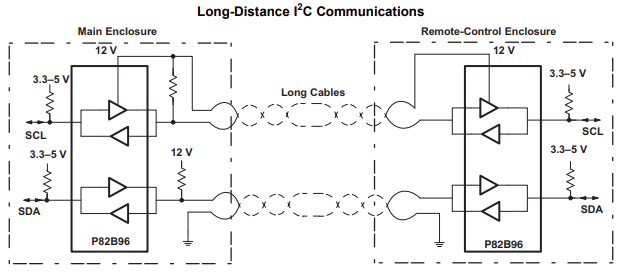 Long-Distance I²C Communications
Main Enclosure
Remote-Control Enclosure
12 V
12 V
3.3–5 V
3.3–5 V
Long Cables
SCL
SCL
3.3–5 V
12 V
3.3–5 V
SDA
SDA
P82B96
P82B96